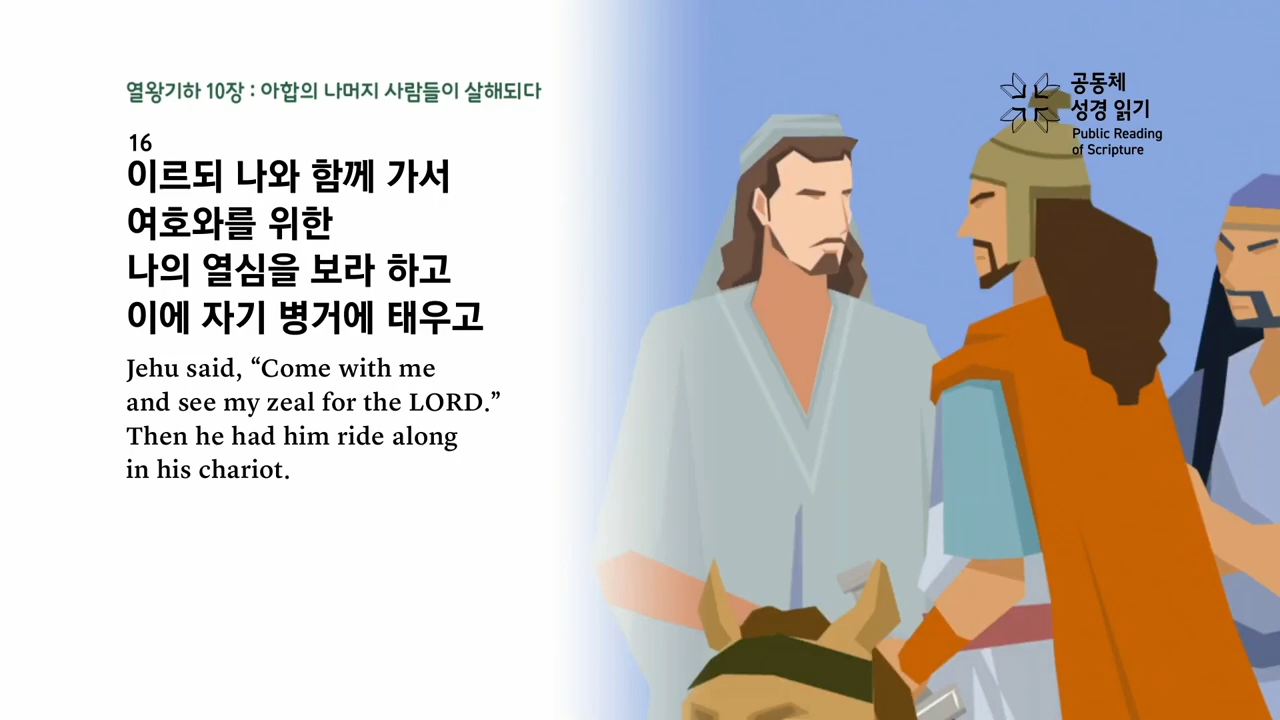 열왕기하 10장 : 아합의 나머지 사람들이 살해되다
16
이르되 나와 함께 가서
여호와를 위한
나의 열심을 보라 하고
이에 자기 병거에 태우고
Jehu said, “Come with me
and see my zeal for the LORD.”
Then he had him ride along
in his chariot.
공동체
성경 읽기
Public Reading
of Scripture